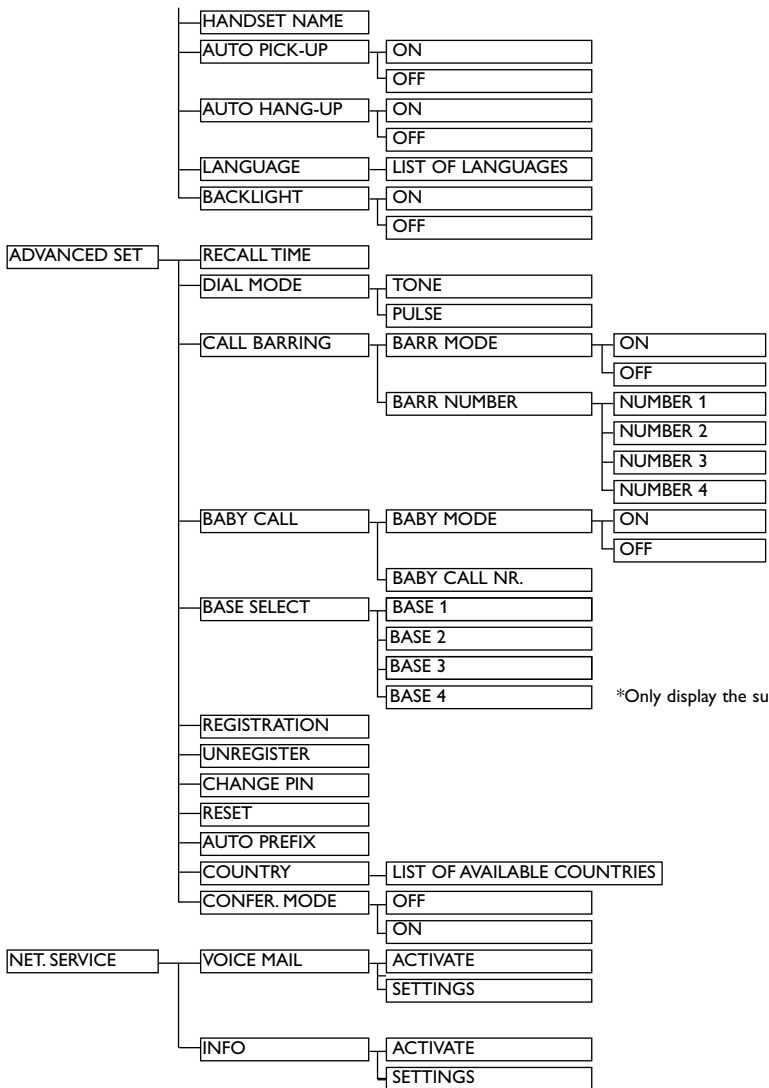 HANDSET NAME
AUTO PICK-UP ON
OFF
AUTO HANG-UP ON
OFF
LANGUAGE LIST OF LANGUAGES
BACKLIGHT ON
OFF
ADVANCED SET RECALL TIME
DIAL MODE TONE
PULSE
CALL BARRING BARR MODE ON
OFF
BARR NUMBER NUMBER 1
NUMBER 2
NUMBER 3
NUMBER 4
BABY CALL BABY MODE ON
OFF
BABY CALL NR.
BASE SELECT BASE 1
BASE 2
BASE 3
BASE 4 *Only display the su
REGISTRATION
UNREGISTER
CHANGE PIN
RESET
AUTO PREFIX
COUNTRY LIST OF AVAILABLE COUNTRIES
CONFER. MODE OFF
ON
NET. SERVICE VOICE MAIL ACTIVATE
SETTINGS
INFO ACTIVATE
SETTINGS